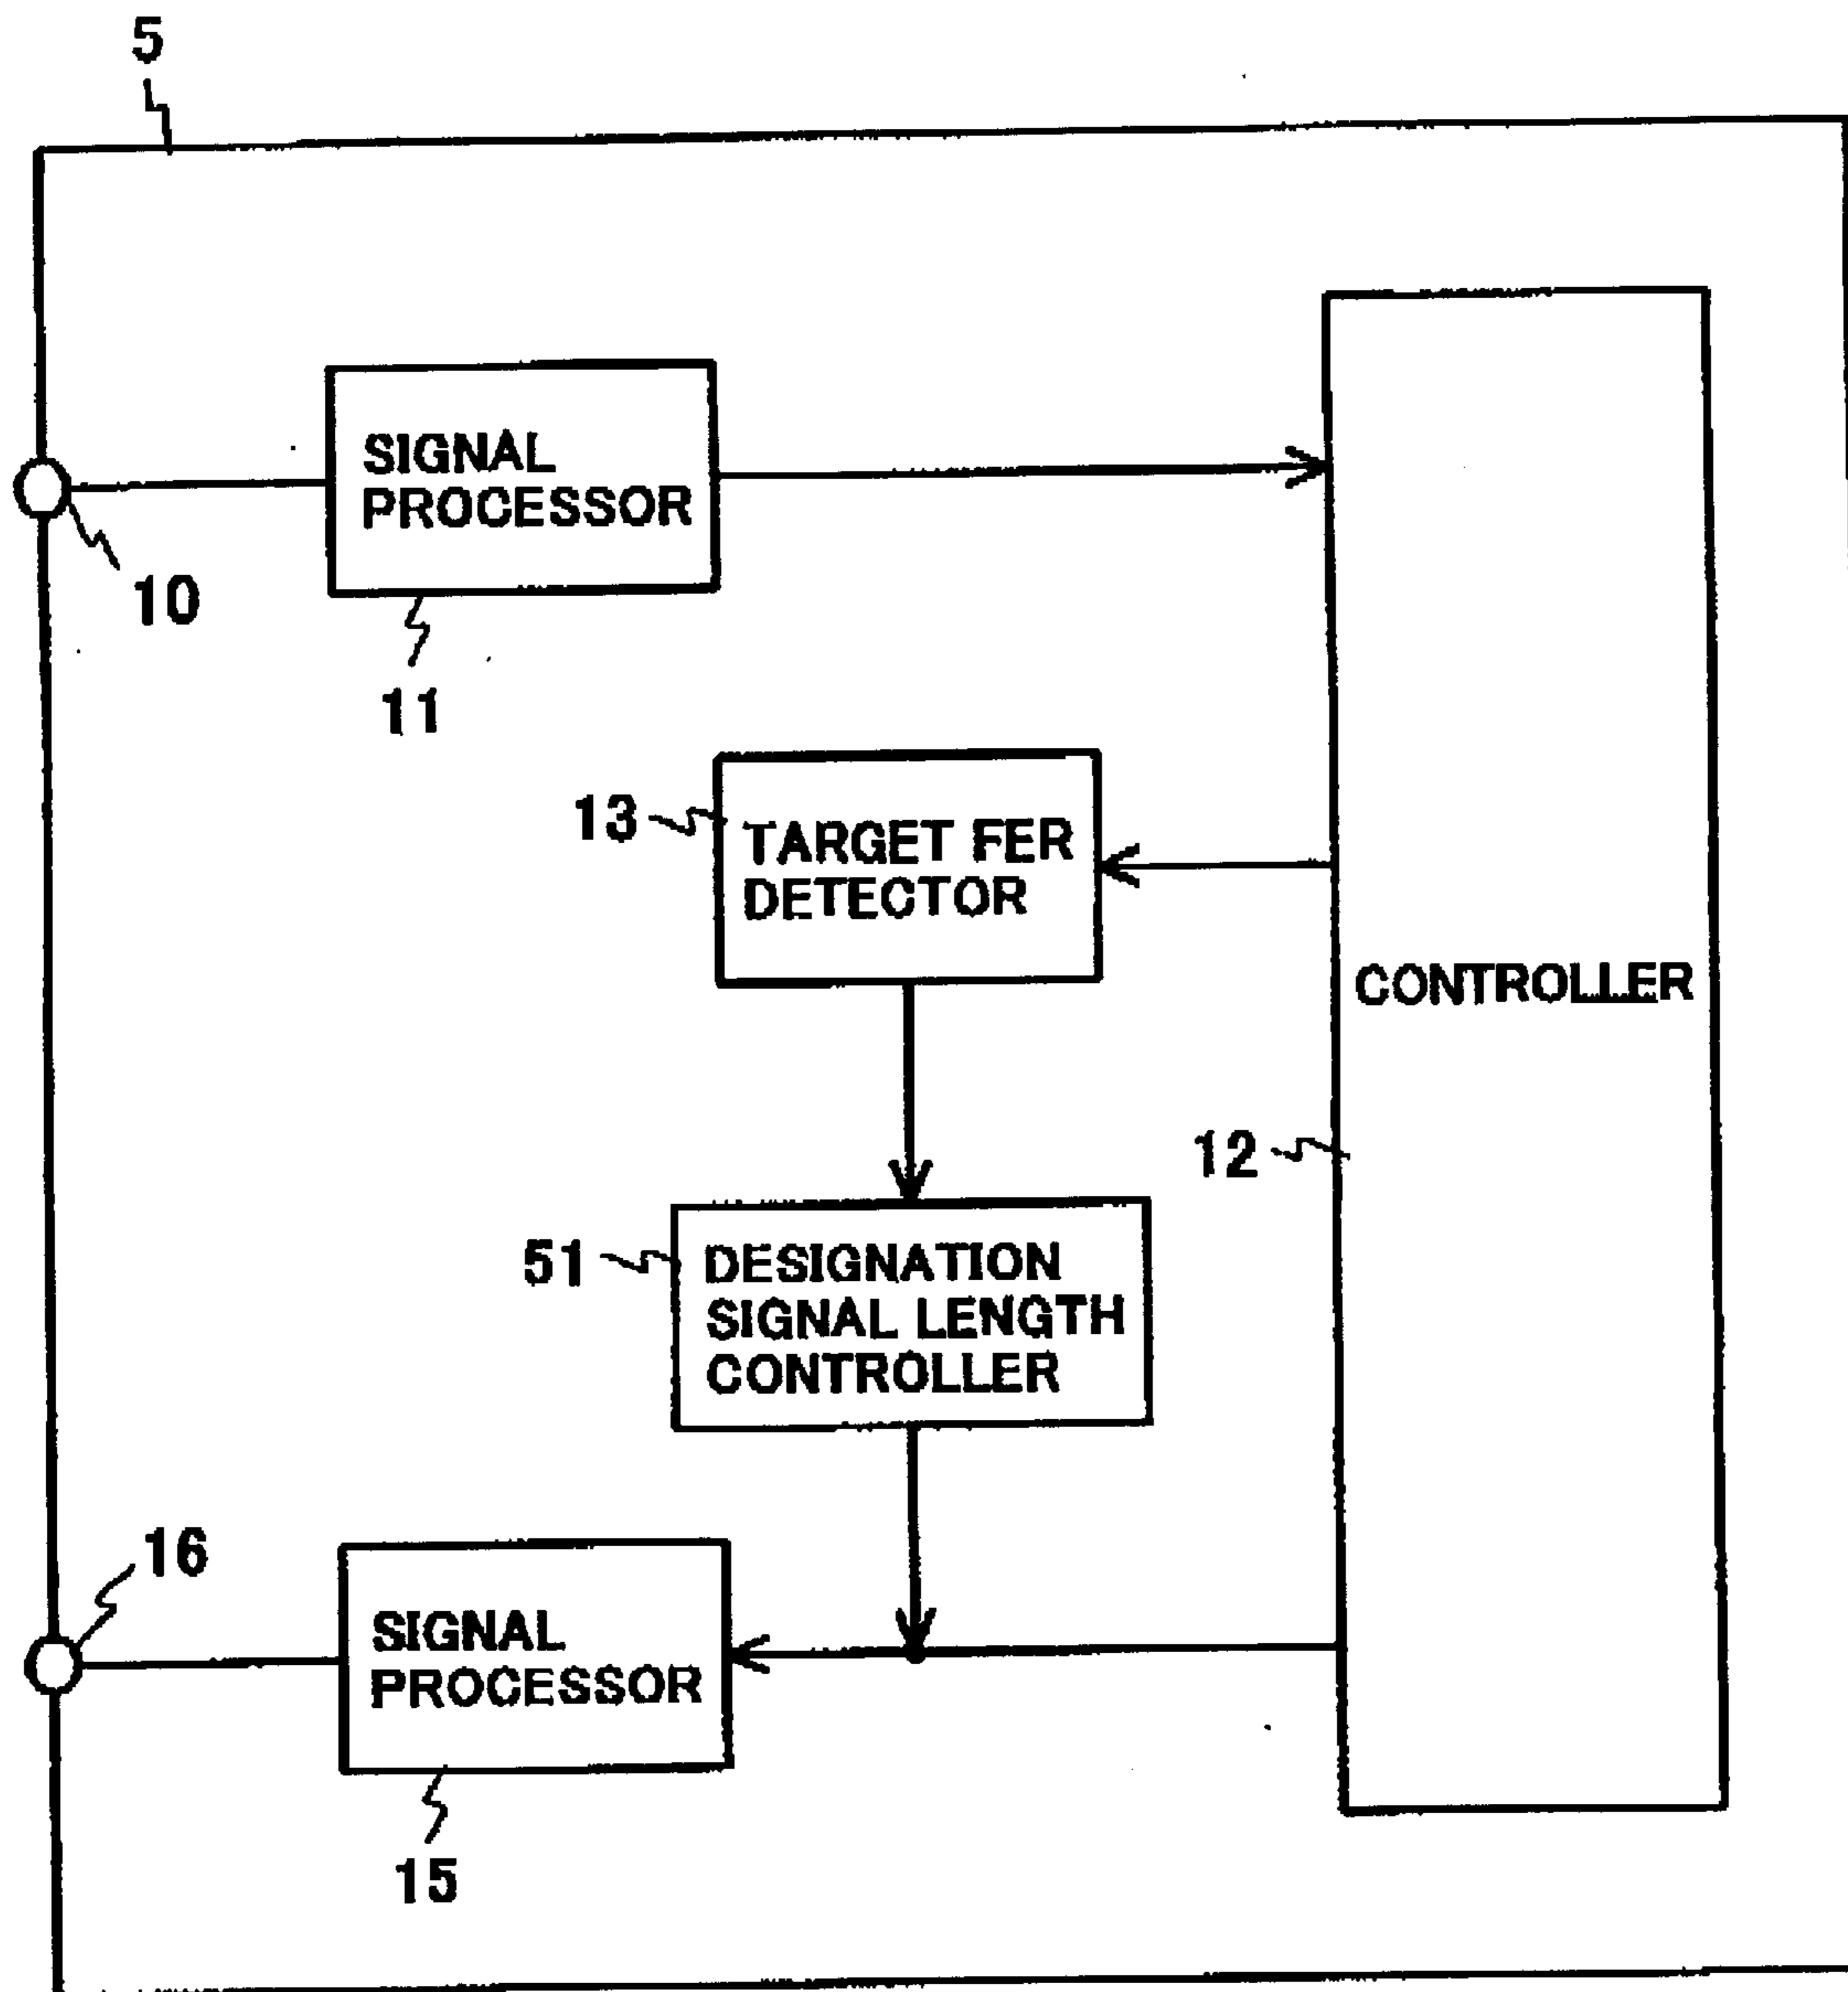 5
SIGNAL
PROCESSOR
10
11
13
TARGET FER
DETECTOR
CONTROLLER
12
51
DESIGNATION
SIGNAL LENGTH
CONTROLLER
16
SIGNAL
PROCESSOR
15